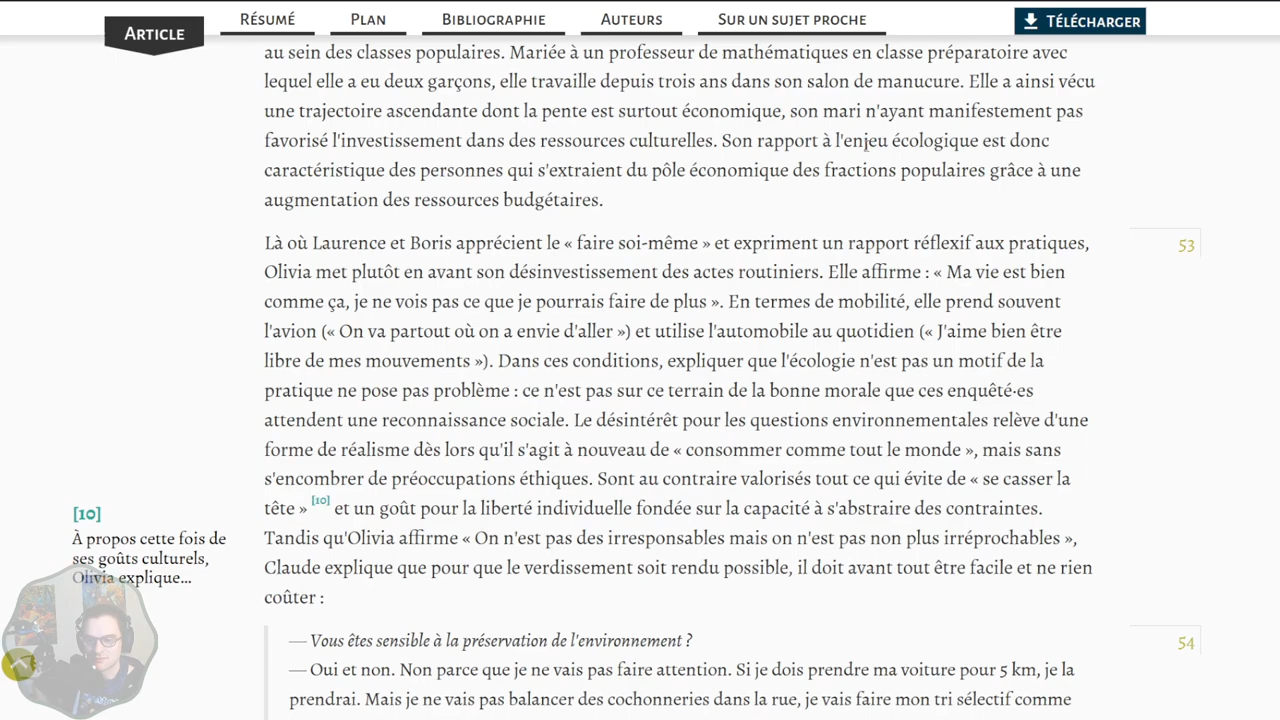 ARTICLE
RÉSUMÉ
PLAN
BIBLIOGRAPHIE
AUTEURS
SUR UN SUJET PROCHE
TÉLÉCHARGER
au sein des classes populaires. Mariée à un professeur de mathématiques en classe préparatoire avec
lequel elle a eu deux garçons, elle travaille depuis trois ans dans son salon de manucure. Elle a ainsi vécu
une trajectoire ascendante dont la pente est surtout économique, son mari n'ayant manifestement pas
favorisé l'investissement dans des ressources culturelles. Son rapport à l'enjeu écologique est donc
caractéristique des personnes qui s'extraient du pôle économique des fractions populaires grâce à une
augmentation des ressources budgétaires.
Là où Laurence et Boris apprécient le « faire soi-même » et expriment un rapport réflexif aux pratiques,
53
Olivia met plutôt en avant son désinvestissement des actes routiniers. Elle affirme : « Ma vie est bien
comme ça, je ne vois pas ce que je pourrais faire de plus ». En termes de mobilité, elle prend souvent
l'avion (« On va partout où on a envie d'aller ») et utilise l'automobile au quotidien (« J'aime bien être
libre de mes mouvements »). Dans ces conditions, expliquer que l'écologie n'est pas un motif de la
pratique ne pose pas problème : ce n'est pas sur ce terrain de la bonne morale que ces enquêté·es
attendent une reconnaissance sociale. Le désintérêt pour les questions environnementales relève d'une
forme de réalisme dès lors qu'il s'agit à nouveau de « consommer comme tout le monde », mais sans
s'encombrer de préoccupations éthiques. Sont au contraire valorisés tout ce qui évite de « se casser la
tête » [10] et un goût pour la liberté individuelle fondée sur la capacité à s'abstraire des contraintes.
Tandis qu'Olivia affirme « On n'est pas des irresponsables mais on n'est pas non plus irréprochables »,
Claude explique que pour que le verdissement soit rendu possible, il doit avant tout être facile et ne rien
coûter :
[10]
À propos cette fois de
ses goûts culturels,
Olivia explique...
— Vous êtes sensible à la préservation de l'environnement ?
54
— Oui et non. Non parce que je ne vais pas faire attention. Si je dois prendre ma voiture pour 5 km, je la
prendrai. Mais je ne vais pas balancer des cochonneries dans la rue, je vais faire mon tri sélectif comme